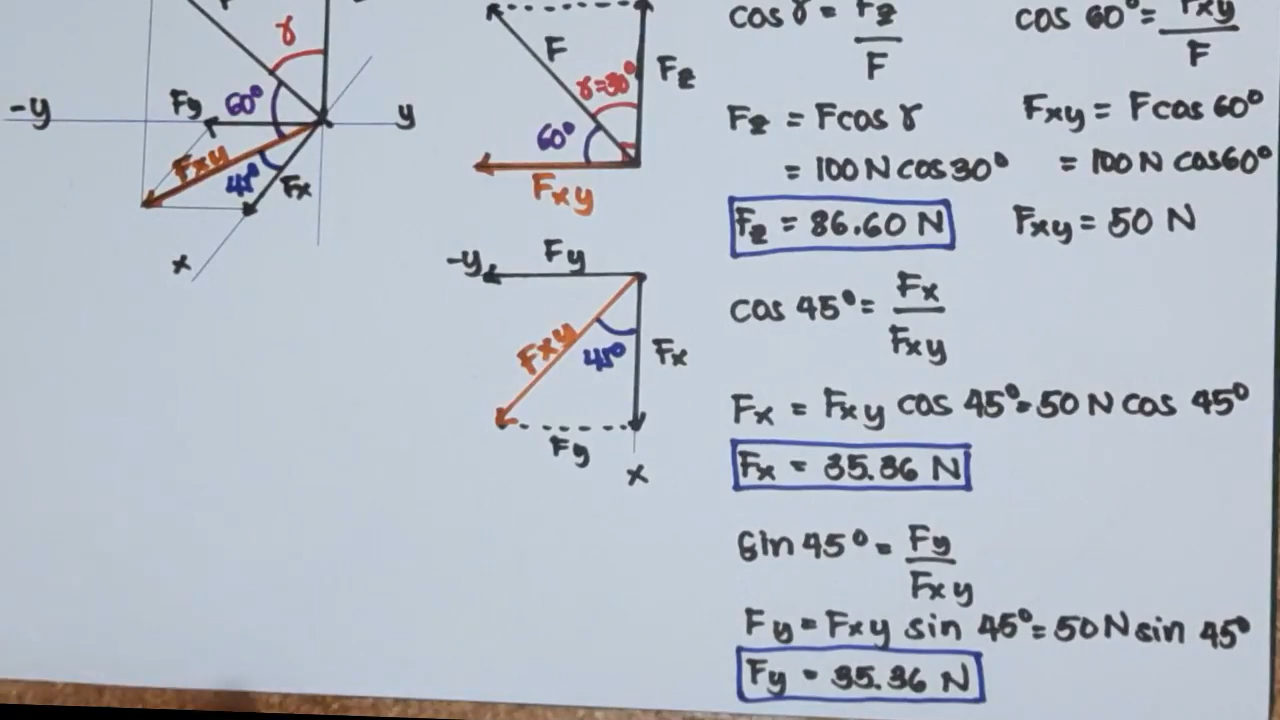 F
γ
-y
Fy
60°
y
Fxy
45°
Fx
x
F
Fz
γ=30°
60°
Fxy
-y
Fy
Fxy
45°
Fx
Fy
x
cos γ = Fz
F
Fz = F cos γ
= 100 N cos 30°
Fz = 86.60 N
cos 60° = Fxy
F
Fxy = F cos 60°
= 100 N cos 60°
Fxy = 50 N
cos 45° = Fx
Fxy
Fx = Fxy cos 45° = 50 N cos 45°
Fx = 35.36 N
Sin 45° = Fy
Fxy
Fy = Fxy sin 45° = 50 N sin 45°
Fy = 35.36 N